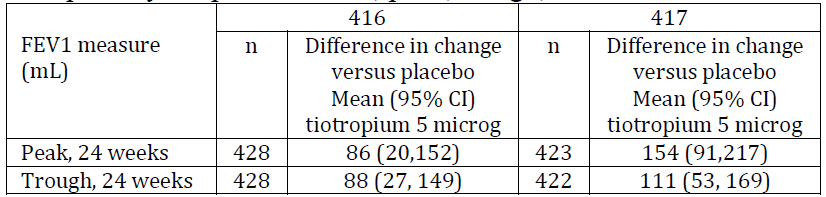 416 417
FEV1 measure (mL) n Difference in change versus placebo Mean (95% CI) tiotropium 5 microg n Difference in change versus placebo Mean (95% CI) tiotropium 5 microg
Peak, 24 weeks 428 86 (20,152) 423 154 (91,217)
Trough, 24 weeks 428 88 (27, 149) 422 111 (53, 169)